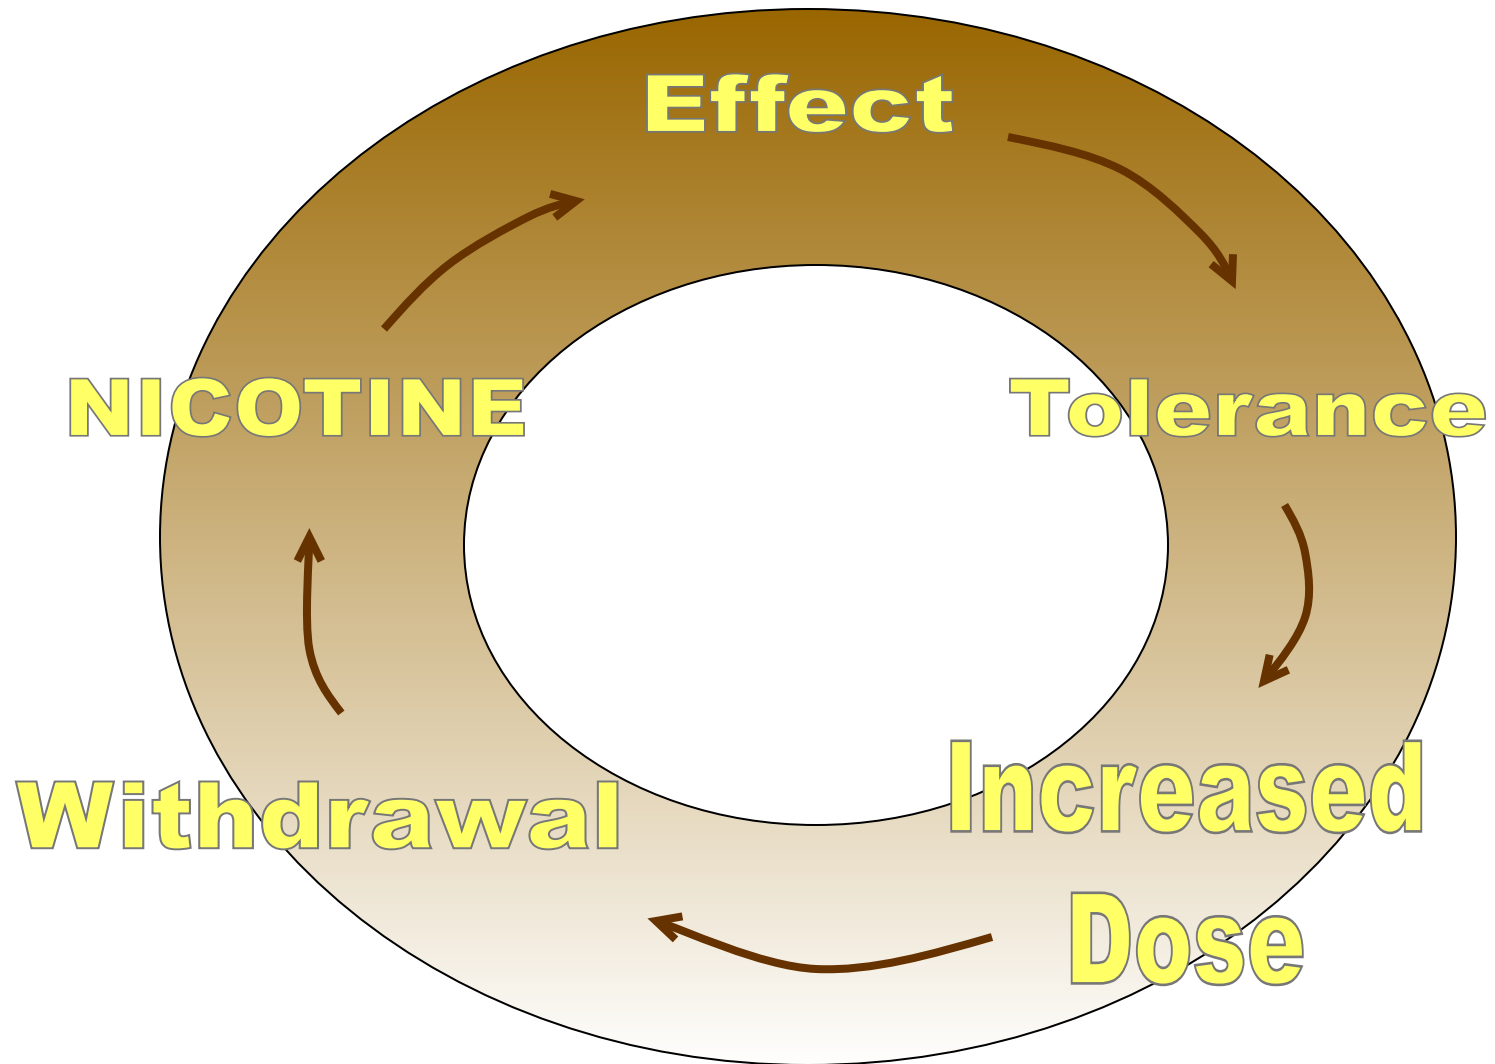 Effect
NICOTINE
Tolerance
Increased
Dose
Withdrawal